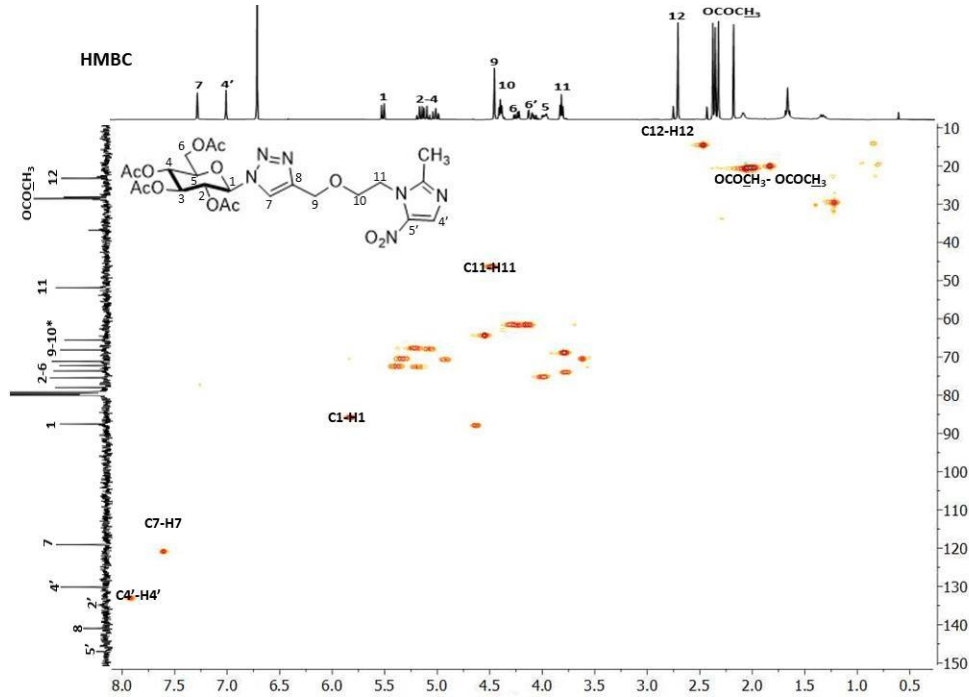 12
OCOCH₃
HMBC
9
7
4'
1
2-4
10
6
6'
5
11
12
OCOCH₃
11
9-10*
2-6
1
7
4'
2'
8
5'
6
OAc
4
AcO
5
O
AcO
3
2
OAc
1
N
N
N
7
8
9
O
10
11
N
CH₃
N
5'
4'
O₂N
C12-H12
OCOCH₃- OCOCH₃
C11-H11
C1-H1
C7-H7
C4'-H4'
10
20
30
40
50
60
70
80
90
100
110
120
130
140
150
8.0 7.5 7.0 6.5 6.0 5.5 5.0 4.5 4.0 3.5 3.0 2.5 2.0 1.5 1.0 0.5